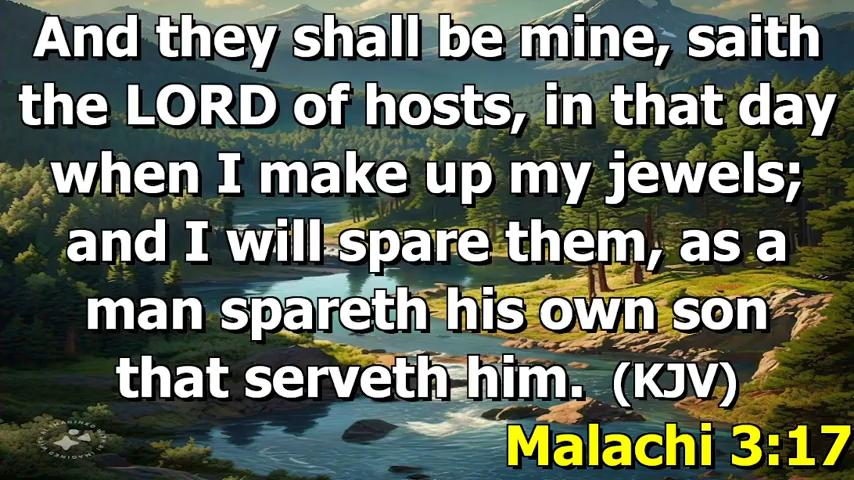 And they shall be mine, saith
the LORD of hosts, in that day
when I make up my jewels;
and I will spare them, as a
man spareth his own son
that serveth him. (KJV)
Malachi 3:17